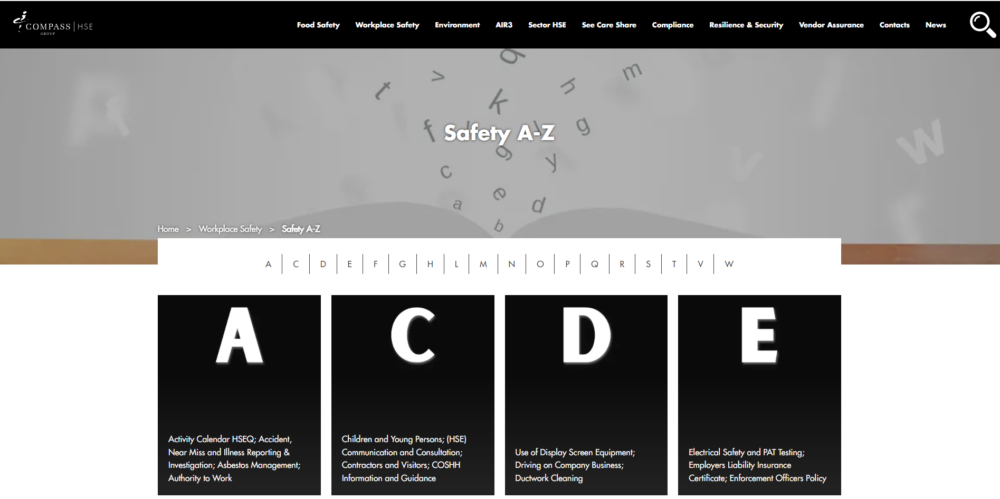 COMPASS | HSE
GROUP
Food Safety
Workplace Safety
Environment
AIR3
Sector HSE
See Care Share
Compliance
Resilience & Security
Vendor Assurance
Contacts
News
q
m
t
>
h
k
f
g
Safety A-Z
g
y
c
w
v
e
a
d
b
Home > Workplace Safety > Safety A-Z
A | C | D | E | F | G | H | L | M | N | O | P | Q | R | S | T | V | W
A
Activity Calendar HSEQ; Accident,
Near Miss and Illness Reporting &
Investigation; Asbestos Management;
Authority to Work
C
Children and Young Persons; (HSE)
Communication and Consultation;
Contractors and Visitors; COSHH
Information and Guidance
D
Use of Display Screen Equipment;
Driving on Company Business;
Ductwork Cleaning
E
Electrical Safety and PAT Testing;
Employers Liability Insurance
Certificate; Enforcement Officers Policy